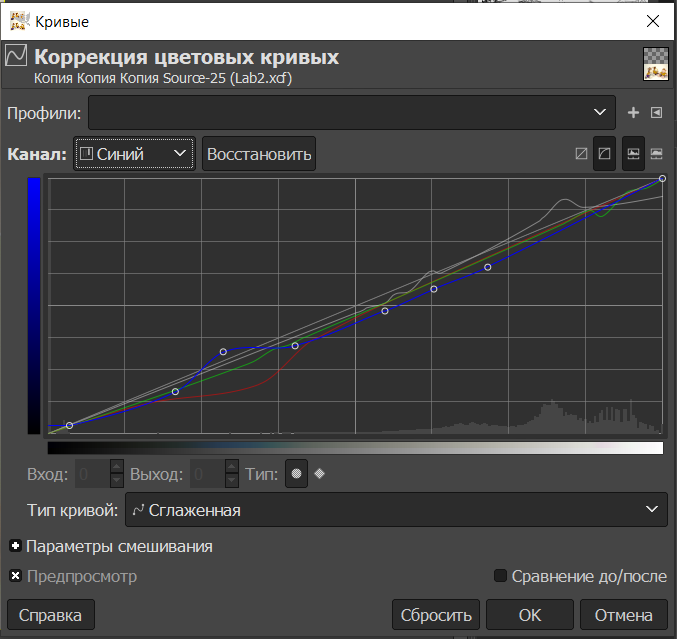 Кривые
Коррекция цветовых кривых
Копия Копия Копия Source-25 (Lab2.xcf)
Профили:
Канал: Синий Восстановить
Вход: 0 Выход: 0 Тип:
Тип кривой: Сглаженная
Параметры смешивания
Предпросмотр Сравнение до/после
Справка Сбросить OK Отмена